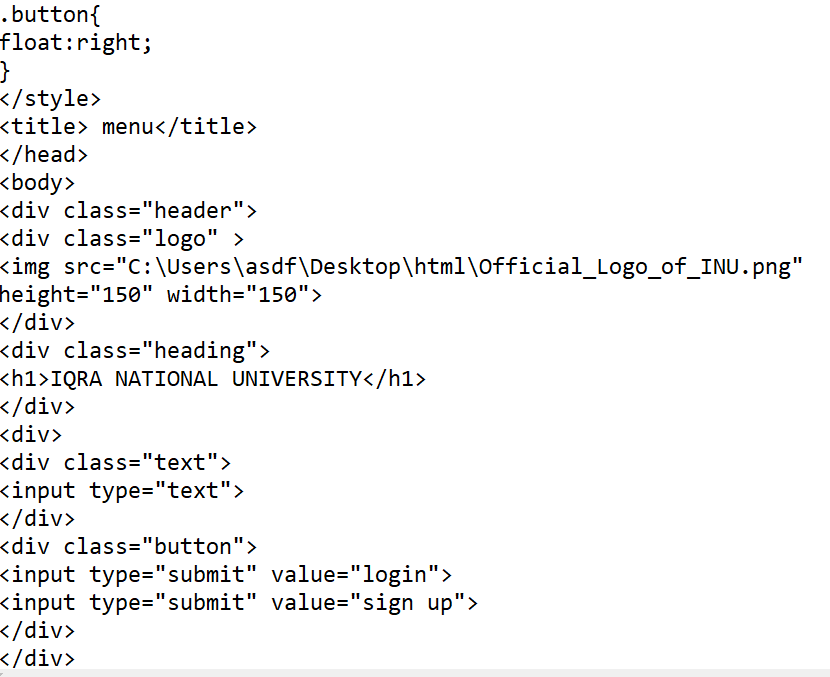 .button{
float:right;
}
</style>
<title> menu</title>
</head>
<body>
<div class="header">
<div class="logo" >
<img src="C:\Users\asdf\Desktop\html\Official_Logo_of_INU.png"
height="150" width="150">
</div>
<div class="heading">
<h1>IQRA NATIONAL UNIVERSITY</h1>
</div>
<div>
<div class="text">
<input type="text">
</div>
<div class="button">
<input type="submit" value="login">
<input type="submit" value="sign up">
</div>
</div>